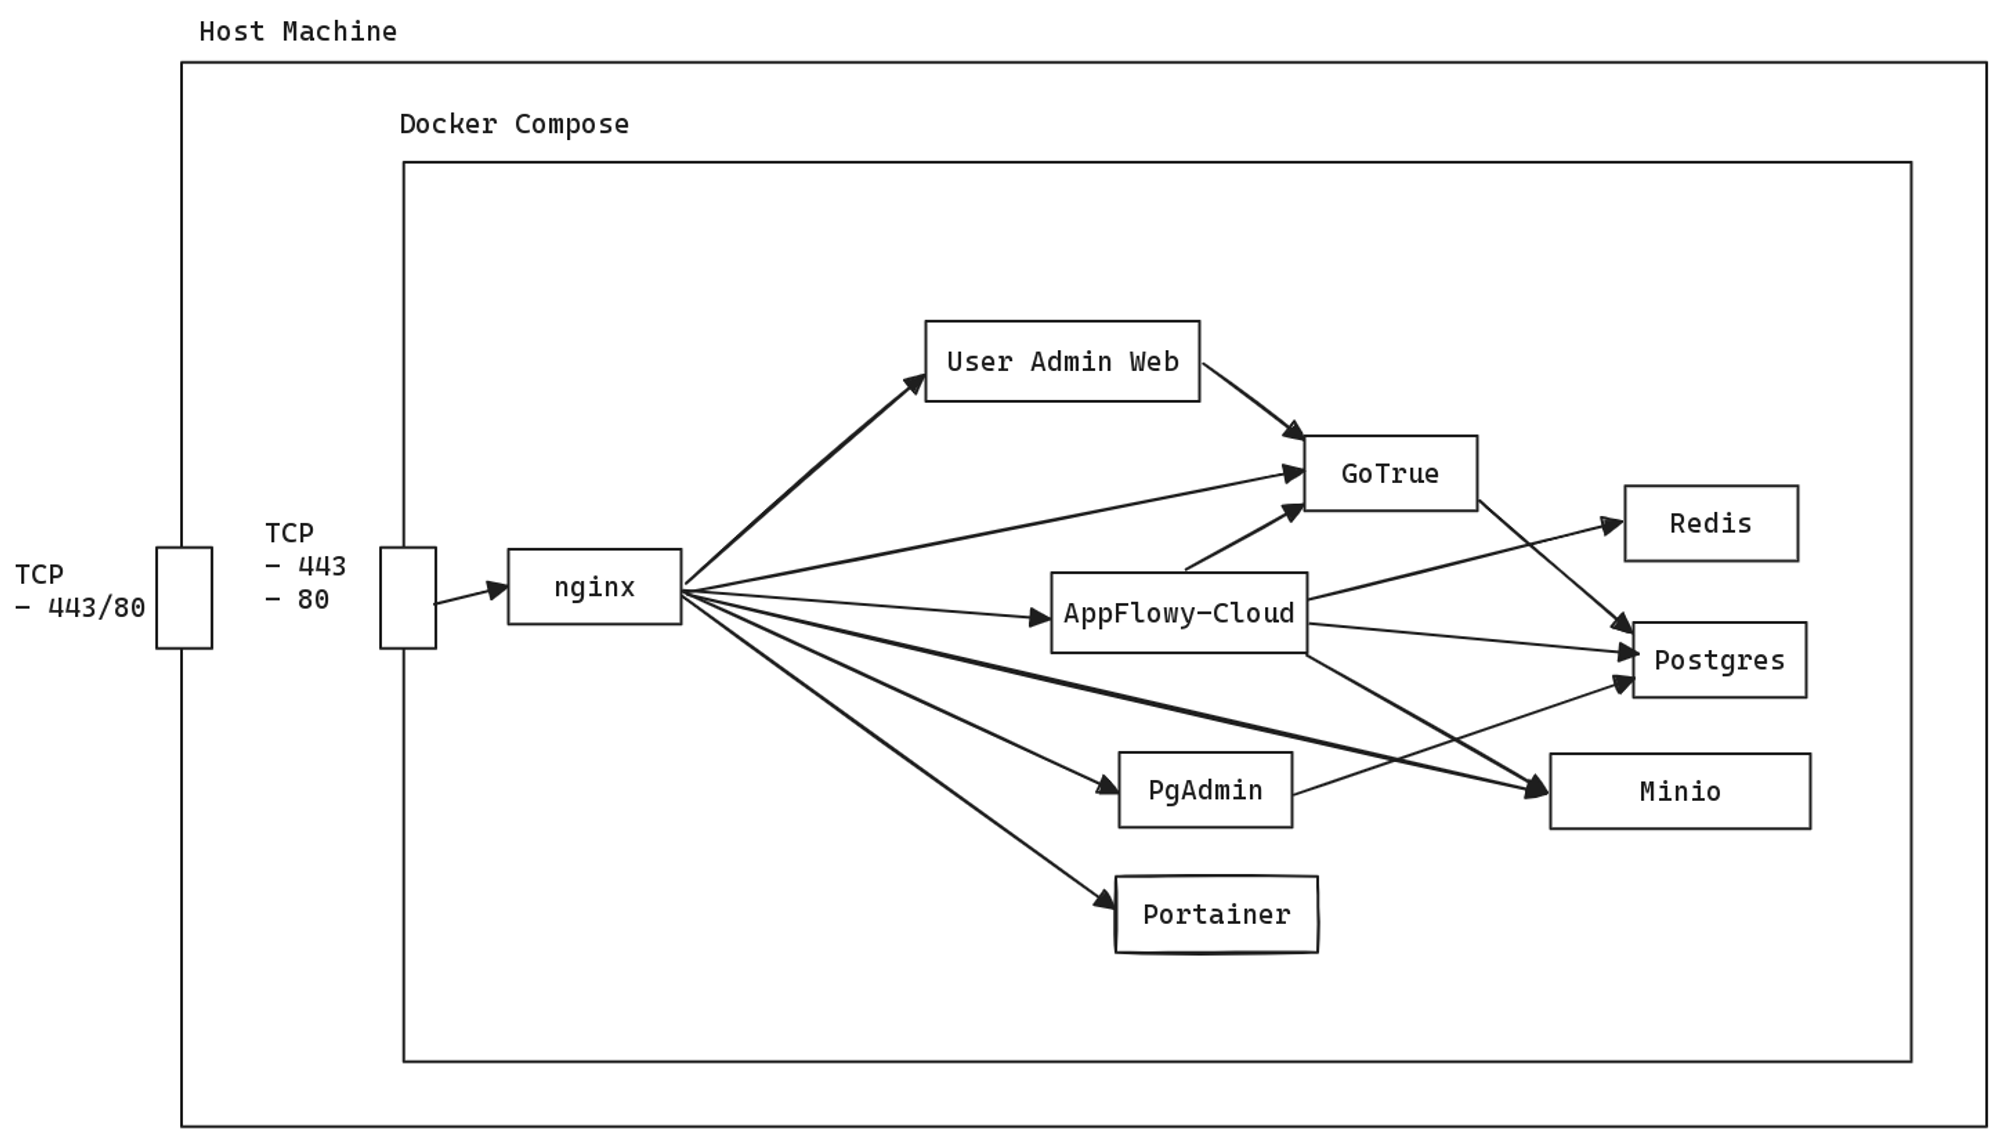 Host Machine
Docker Compose
User Admin Web
GoTrue
Redis
TCP
- 443
- 80
TCP
- 443/80
nginx
AppFlowy-Cloud
Postgres
PgAdmin
Minio
Portainer